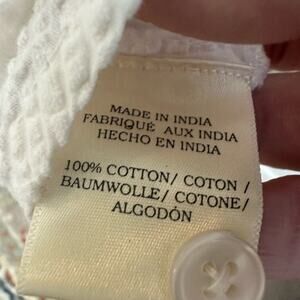 MADE IN INDIA
FABRIQUÉ AUX INDIA
HECHO EN INDIA
100% COTTON/ COTON /
BAUMWOLLE/ COTONE/
ALGODÓN